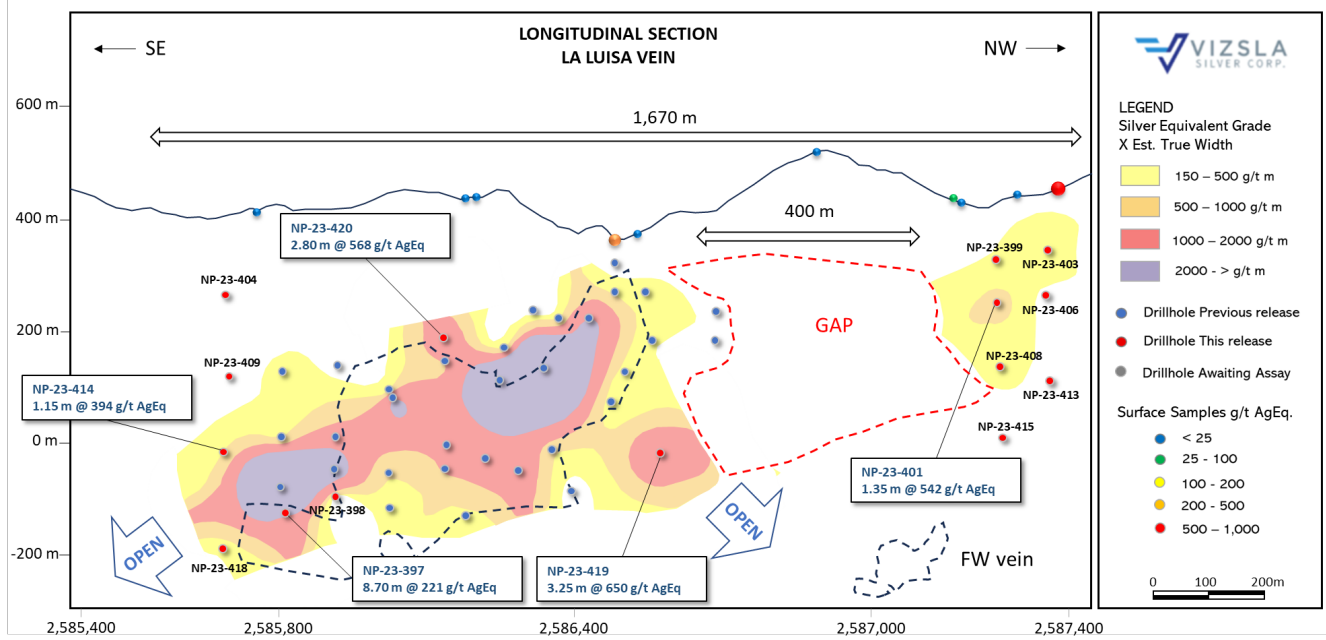 LONGITUDINAL SECTION
LA LUISA VEIN
SE
NW
1,670 m
600 m
400 m
200 m
0 m
-200 m
400 m
NP-23-420
2.80 m @ 568 g/t AgEq
NP-23-404
NP-23-399
NP-23-403
NP-23-406
GAP
NP-23-409
NP-23-408
NP-23-413
NP-23-414
1.15 m @ 394 g/t AgEq
NP-23-415
NP-23-401
1.35 m @ 542 g/t AgEq
NP-23-398
OPEN
OPEN
NP-23-418
NP-23-397
8.70 m @ 221 g/t AgEq
NP-23-419
3.25 m @ 650 g/t AgEq
FW vein
2,585,400
2,585,800
2,586,400
2,587,000
2,587,400
VIZSLA
SILVER CORP.
LEGEND
Silver Equivalent Grade
X Est. True Width
150 – 500 g/t m
500 – 1000 g/t m
1000 – 2000 g/t m
2000 - > g/t m
Drillhole Previous release
Drillhole This release
Drillhole Awaiting Assay
Surface Samples g/t AgEq.
< 25
25 - 100
100 - 200
200 - 500
500 – 1,000
0 100 200m